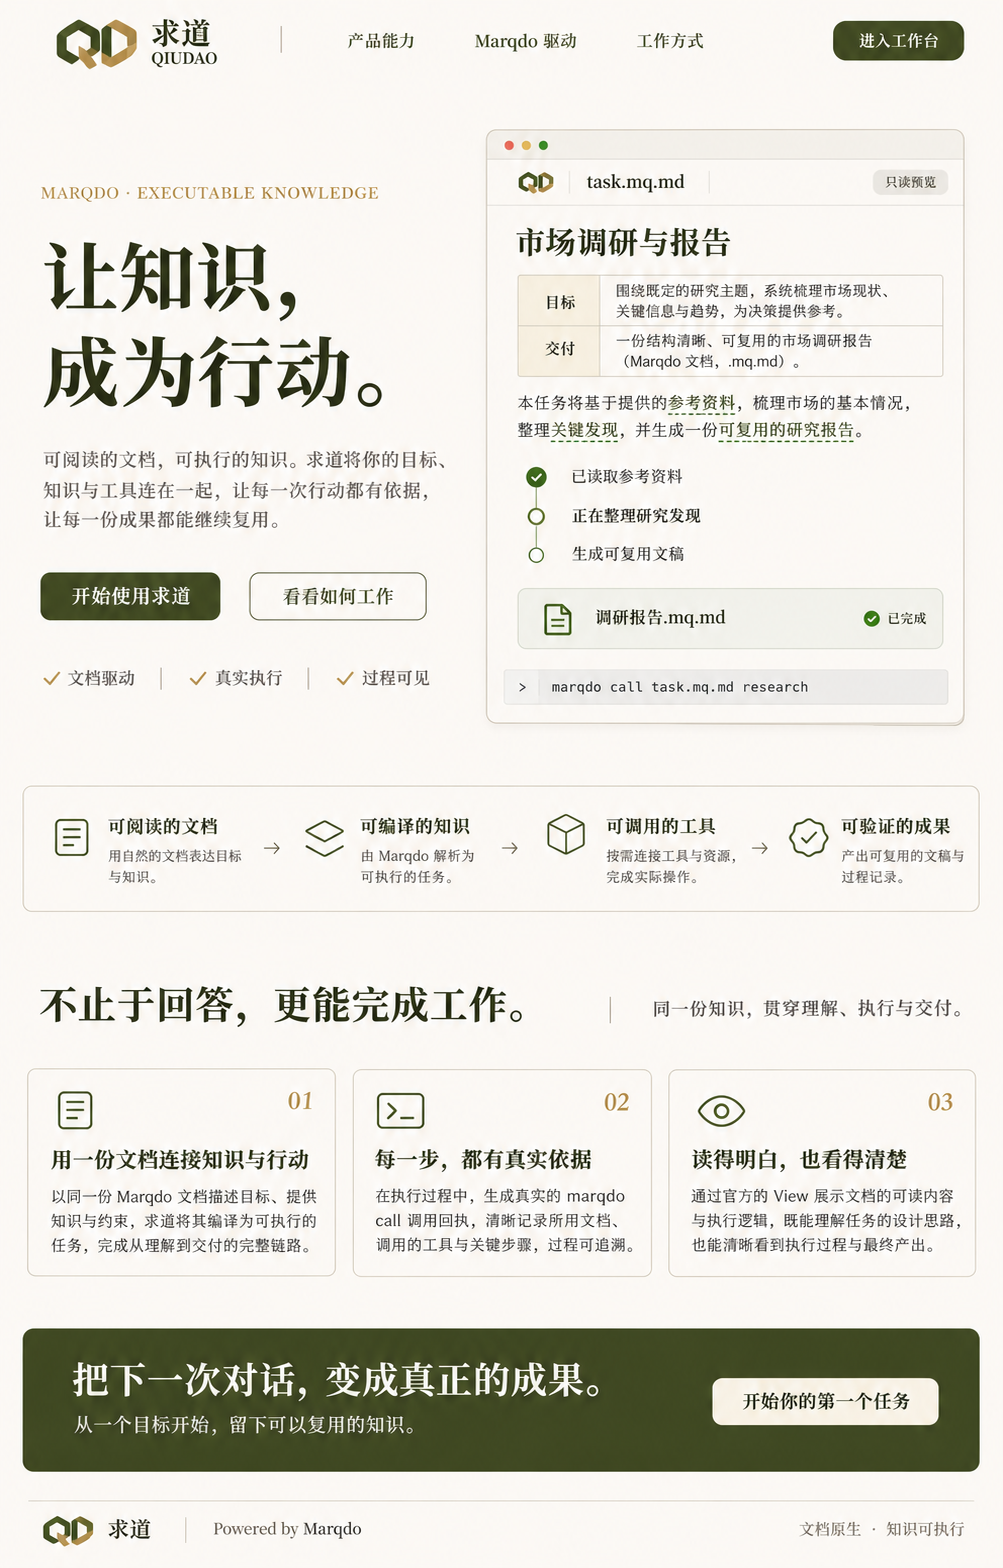 QD 求道
QIUDAO
产品能力
Marqdo 驱动
工作方式
进入工作台
MARQDO · EXECUTABLE KNOWLEDGE
让知识，
成为行动。
可阅读的文档，可执行的知识。求道将你的目标、
知识与工具连在一起，让每一次行动都有依据，
让每一份成果都能继续复用。
开始使用求道
看看如何工作
文档驱动
真实执行
过程可见
QD
task.mq.md
只读预览
市场调研与报告
目标
围绕既定的研究主题，系统梳理市场现状、
关键信息与趋势，为决策提供参考。
交付
一份结构清晰、可复用的市场调研报告
（Marqdo 文档，.mq.md）。
本任务将基于提供的参考资料，梳理市场的基本情况，
整理关键发现，并生成一份可复用的研究报告。
已读取参考资料
正在整理研究发现
生成可复用文稿
调研报告.mq.md
已完成
> marqdo call task.mq.md research
可阅读的文档
用自然的文档表达目标
与知识。
→
可编译的知识
由 Marqdo 解析为
可执行的任务。
→
可调用的工具
按需连接工具与资源，
完成实际操作。
→
可验证的成果
产出可复用的文稿与
过程记录。
不止于回答，更能完成工作。
同一份知识，贯穿理解、执行与交付。
01
用一份文档连接知识与行动
以同一份 Marqdo 文档描述目标、提供
知识与约束，求道将其编译为可执行的
任务，完成从理解到交付的完整链路。
02
每一步，都有真实依据
在执行过程中，生成真实的 marqdo
call 调用回执，清晰记录所用文档、
调用的工具与关键步骤，过程可追溯。
03
读得明白，也看得清楚
通过官方的 View 展示文档的可读内容
与执行逻辑，既能理解任务的设计思路，
也能清晰看到执行过程与最终产出。
把下一次对话，变成真正的成果。
从一个目标开始，留下可以复用的知识。
开始你的第一个任务
QD 求道
Powered by Marqdo
文档原生 · 知识可执行